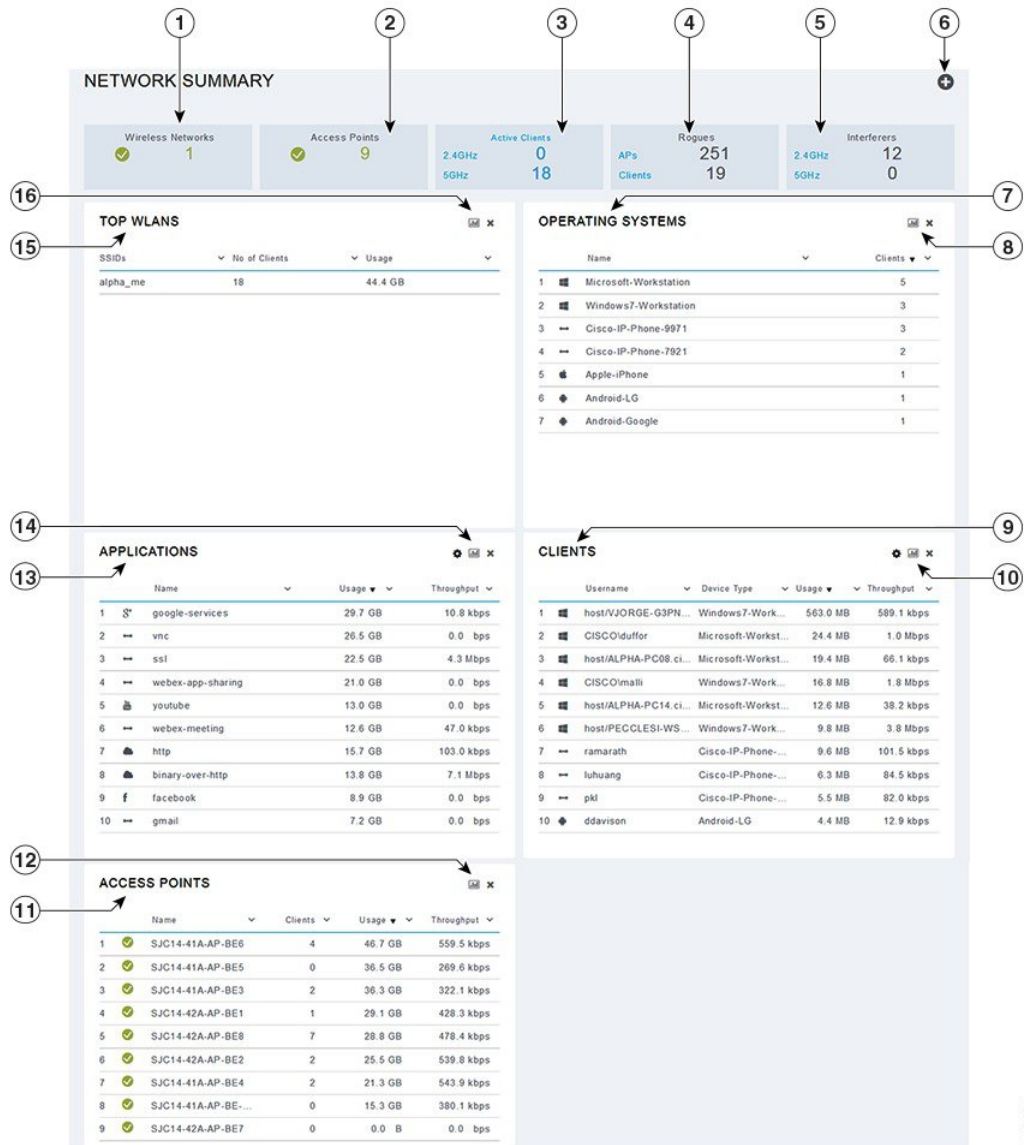 1 2 3 4 5 6
NETWORK SUMMARY
Wireless Networks
1
Access Points
9
Active Clients
2.4GHz 0
5GHz 18
Rogues
APs 251
Clients 19
Interferers
2.4GHz 12
5GHz 0
16
15
TOP WLANS
SSIDs No of Clients Usage
alpha_me 18 44.4 GB
7
8
OPERATING SYSTEMS
Name Clients
1 Microsoft-Workstation 5
2 Windows7-Workstation 3
3 Cisco-IP-Phone-9971 3
4 Cisco-IP-Phone-7921 2
5 Apple-iPhone 1
6 Android-LG 1
7 Android-Google 1
14
13
APPLICATIONS
Name Usage Throughput
1 g+ google-services 29.7 GB 10.8 kbps
2 vnc 26.5 GB 0.0 bps
3 ssl 22.5 GB 4.3 Mbps
4 webex-app-sharing 21.0 GB 0.0 bps
5 youtube 13.0 GB 0.0 bps
6 webex-meeting 12.6 GB 47.0 kbps
7 http 15.7 GB 103.0 kbps
8 binary-over-http 13.8 GB 7.1 Mbps
9 f facebook 8.9 GB 0.0 bps
10 gmail 7.2 GB 0.0 bps
9
10
CLIENTS
Username Device Type Usage Throughput
1 host/VJORGE-G3PN... Windows7-Work... 563.0 MB 589.1 kbps
2 CISCO\duffor Microsoft-Workst... 24.4 MB 1.0 Mbps
3 host/ALPHA-PC08.ci... Microsoft-Workst... 19.4 MB 66.1 kbps
4 CISCO\malli Windows7-Work... 16.8 MB 1.8 Mbps
5 host/ALPHA-PC14.ci... Microsoft-Workst... 12.6 MB 38.2 kbps
6 host/PECCLESI-WS... Windows7-Work... 9.8 MB 3.8 Mbps
7 ramarath Cisco-IP-Phone-... 9.6 MB 101.5 kbps
8 luhuang Cisco-IP-Phone-... 6.3 MB 84.5 kbps
9 pkl Cisco-IP-Phone-... 5.5 MB 82.0 kbps
10 ddavison Android-LG 4.4 MB 12.9 kbps
12
11
ACCESS POINTS
Name Clients Usage Throughput
1 SJC14-41A-AP-BE6 4 46.7 GB 559.5 kbps
2 SJC14-41A-AP-BE5 0 36.5 GB 269.6 kbps
3 SJC14-41A-AP-BE3 2 36.3 GB 322.1 kbps
4 SJC14-42A-AP-BE1 1 29.1 GB 428.3 kbps
5 SJC14-42A-AP-BE8 7 28.8 GB 478.4 kbps
6 SJC14-42A-AP-BE2 2 25.5 GB 539.8 kbps
7 SJC14-41A-AP-BE4 2 21.3 GB 543.9 kbps
8 SJC14-41A-AP-BE-... 0 15.3 GB 380.1 kbps
9 SJC14-42A-AP-BE7 0 0.0 B 0.0 bps